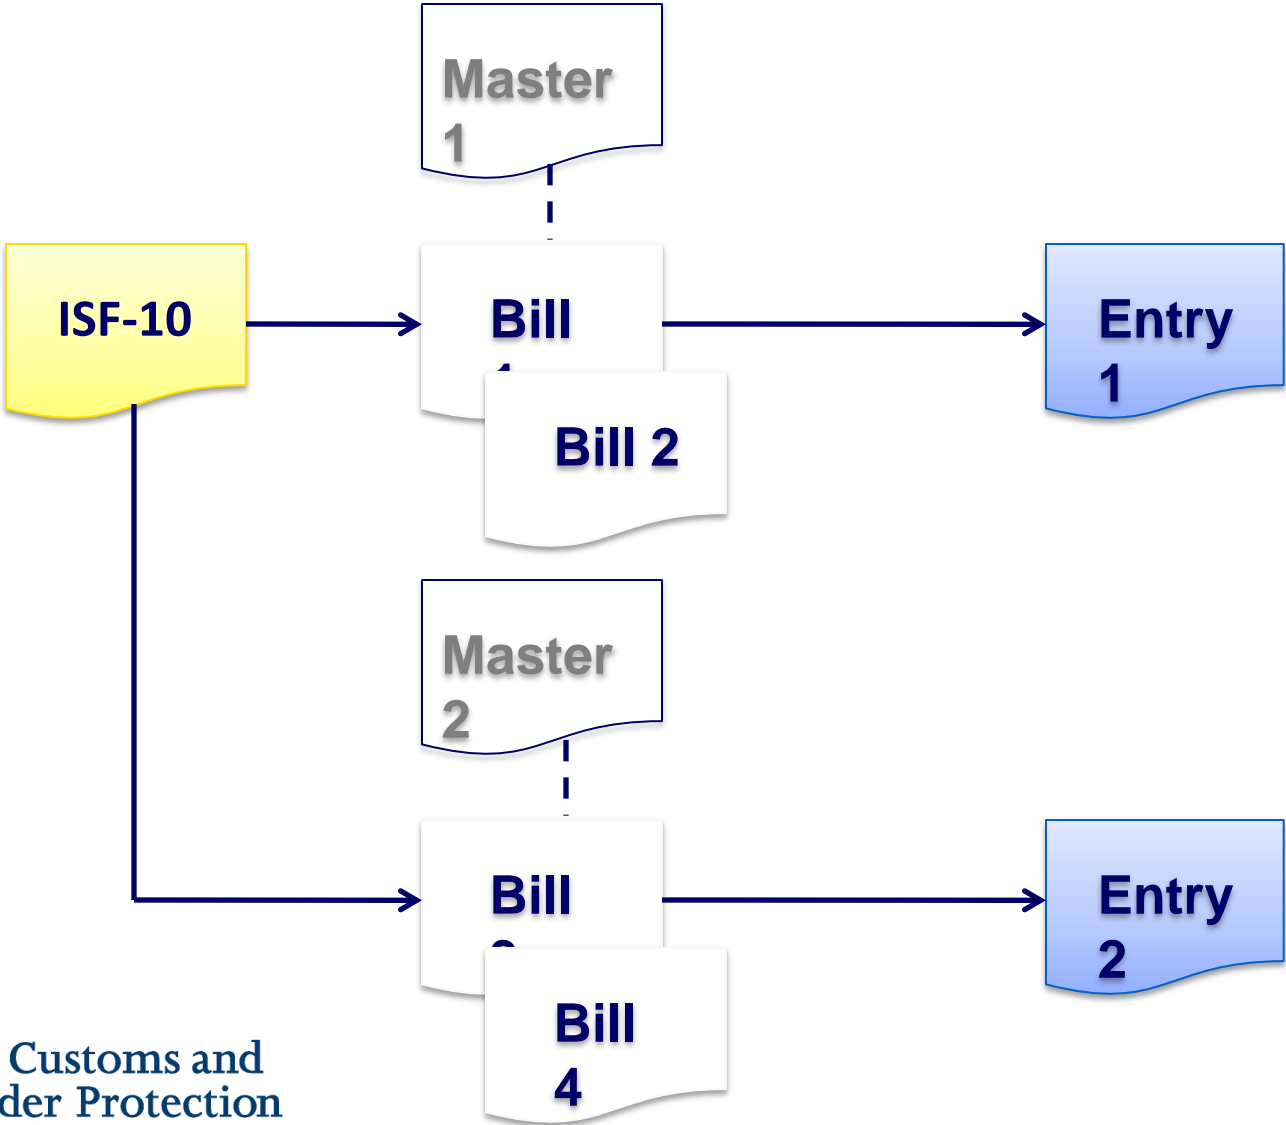 Master
1
ISF-10
Bill
Entry
1
Bill 2
Master
2
Bill
Entry
2
Bill
4
Customs and
der Protection